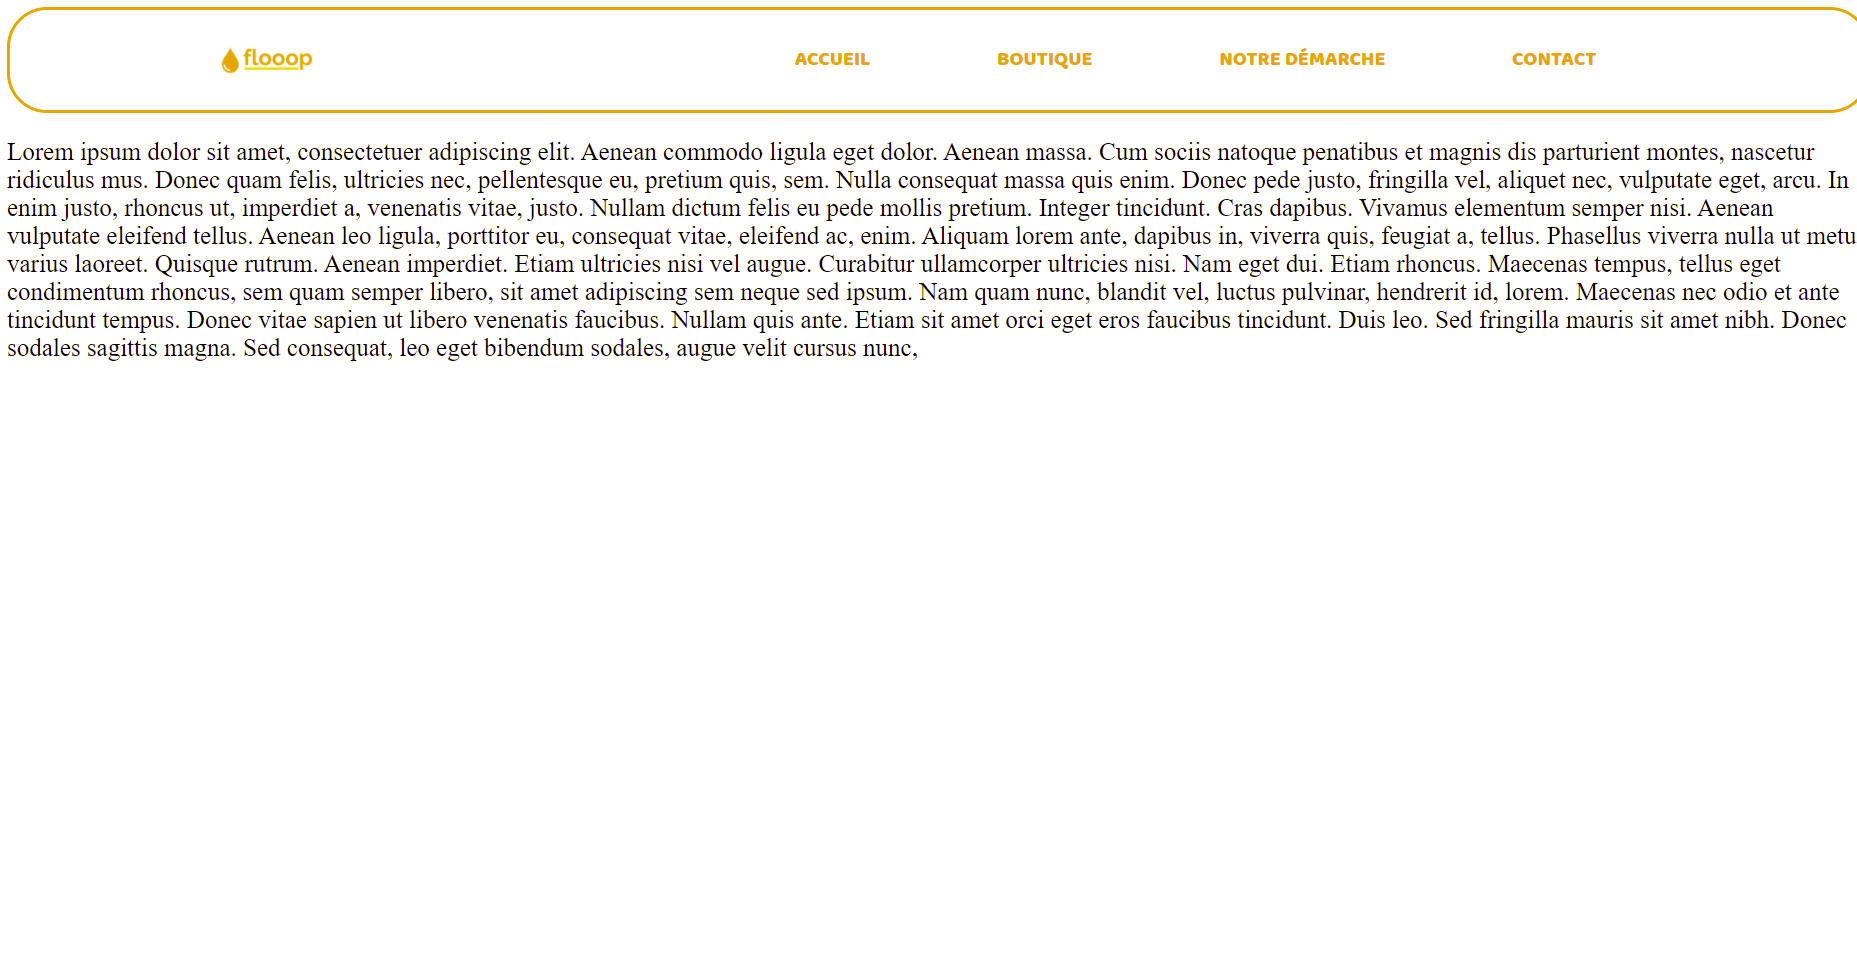 flooop
ACCUEIL BOUTIQUE NOTRE DÉMARCHE CONTACT
Lorem ipsum dolor sit amet, consectetuer adipiscing elit. Aenean commodo ligula eget dolor. Aenean massa. Cum sociis natoque penatibus et magnis dis parturient montes, nascetur
ridiculus mus. Donec quam felis, ultricies nec, pellentesque eu, pretium quis, sem. Nulla consequat massa quis enim. Donec pede justo, fringilla vel, aliquet nec, vulputate eget, arcu. In
enim justo, rhoncus ut, imperdiet a, venenatis vitae, justo. Nullam dictum felis eu pede mollis pretium. Integer tincidunt. Cras dapibus. Vivamus elementum semper nisi. Aenean
vulputate eleifend tellus. Aenean leo ligula, porttitor eu, consequat vitae, eleifend ac, enim. Aliquam lorem ante, dapibus in, viverra quis, feugiat a, tellus. Phasellus viverra nulla ut metu
varius laoreet. Quisque rutrum. Aenean imperdiet. Etiam ultricies nisi vel augue. Curabitur ullamcorper ultricies nisi. Nam eget dui. Etiam rhoncus. Maecenas tempus, tellus eget
condimentum rhoncus, sem quam semper libero, sit amet adipiscing sem neque sed ipsum. Nam quam nunc, blandit vel, luctus pulvinar, hendrerit id, lorem. Maecenas nec odio et ante
tincidunt tempus. Donec vitae sapien ut libero venenatis faucibus. Nullam quis ante. Etiam sit amet orci eget eros faucibus tincidunt. Duis leo. Sed fringilla mauris sit amet nibh. Donec
sodales sagittis magna. Sed consequat, leo eget bibendum sodales, augue velit cursus nunc,